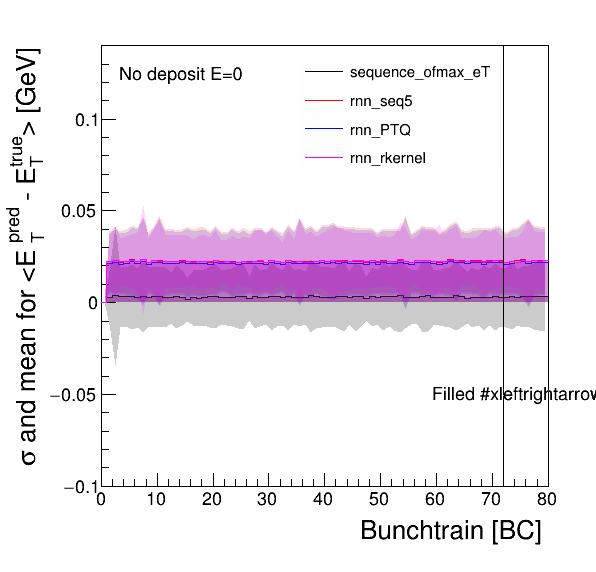 σ and mean for <E_T^pred - E_T^true> [GeV]
No deposit E=0
sequence_ofmax_eT
rnn_seq5
rnn_PTQ
rnn_rkernel
0.1
0.05
0
−0.05
−0.1
Filled #xleftrightarrow
0 10 20 30 40 50 60 70 80
Bunchtrain [BC]